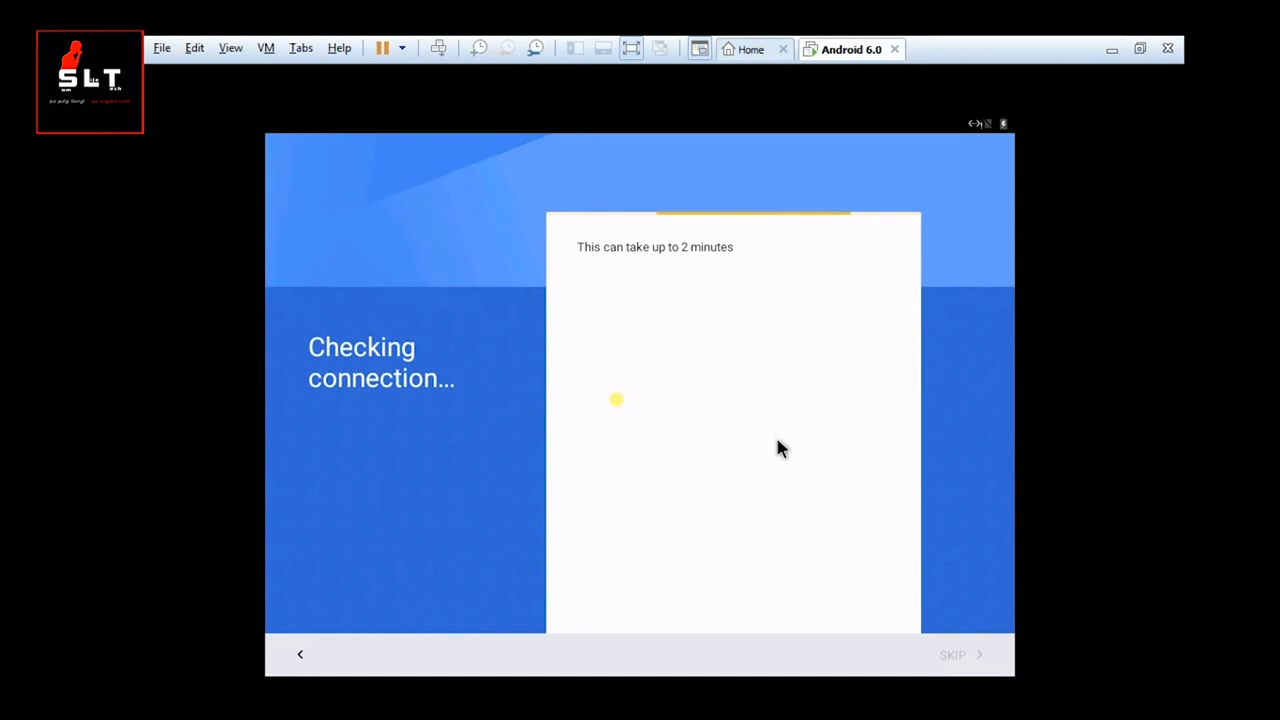 File Edit View VM Tabs Help
Home
Android 6.0
SLT
This can take up to 2 minutes
Checking
connection...
SKIP